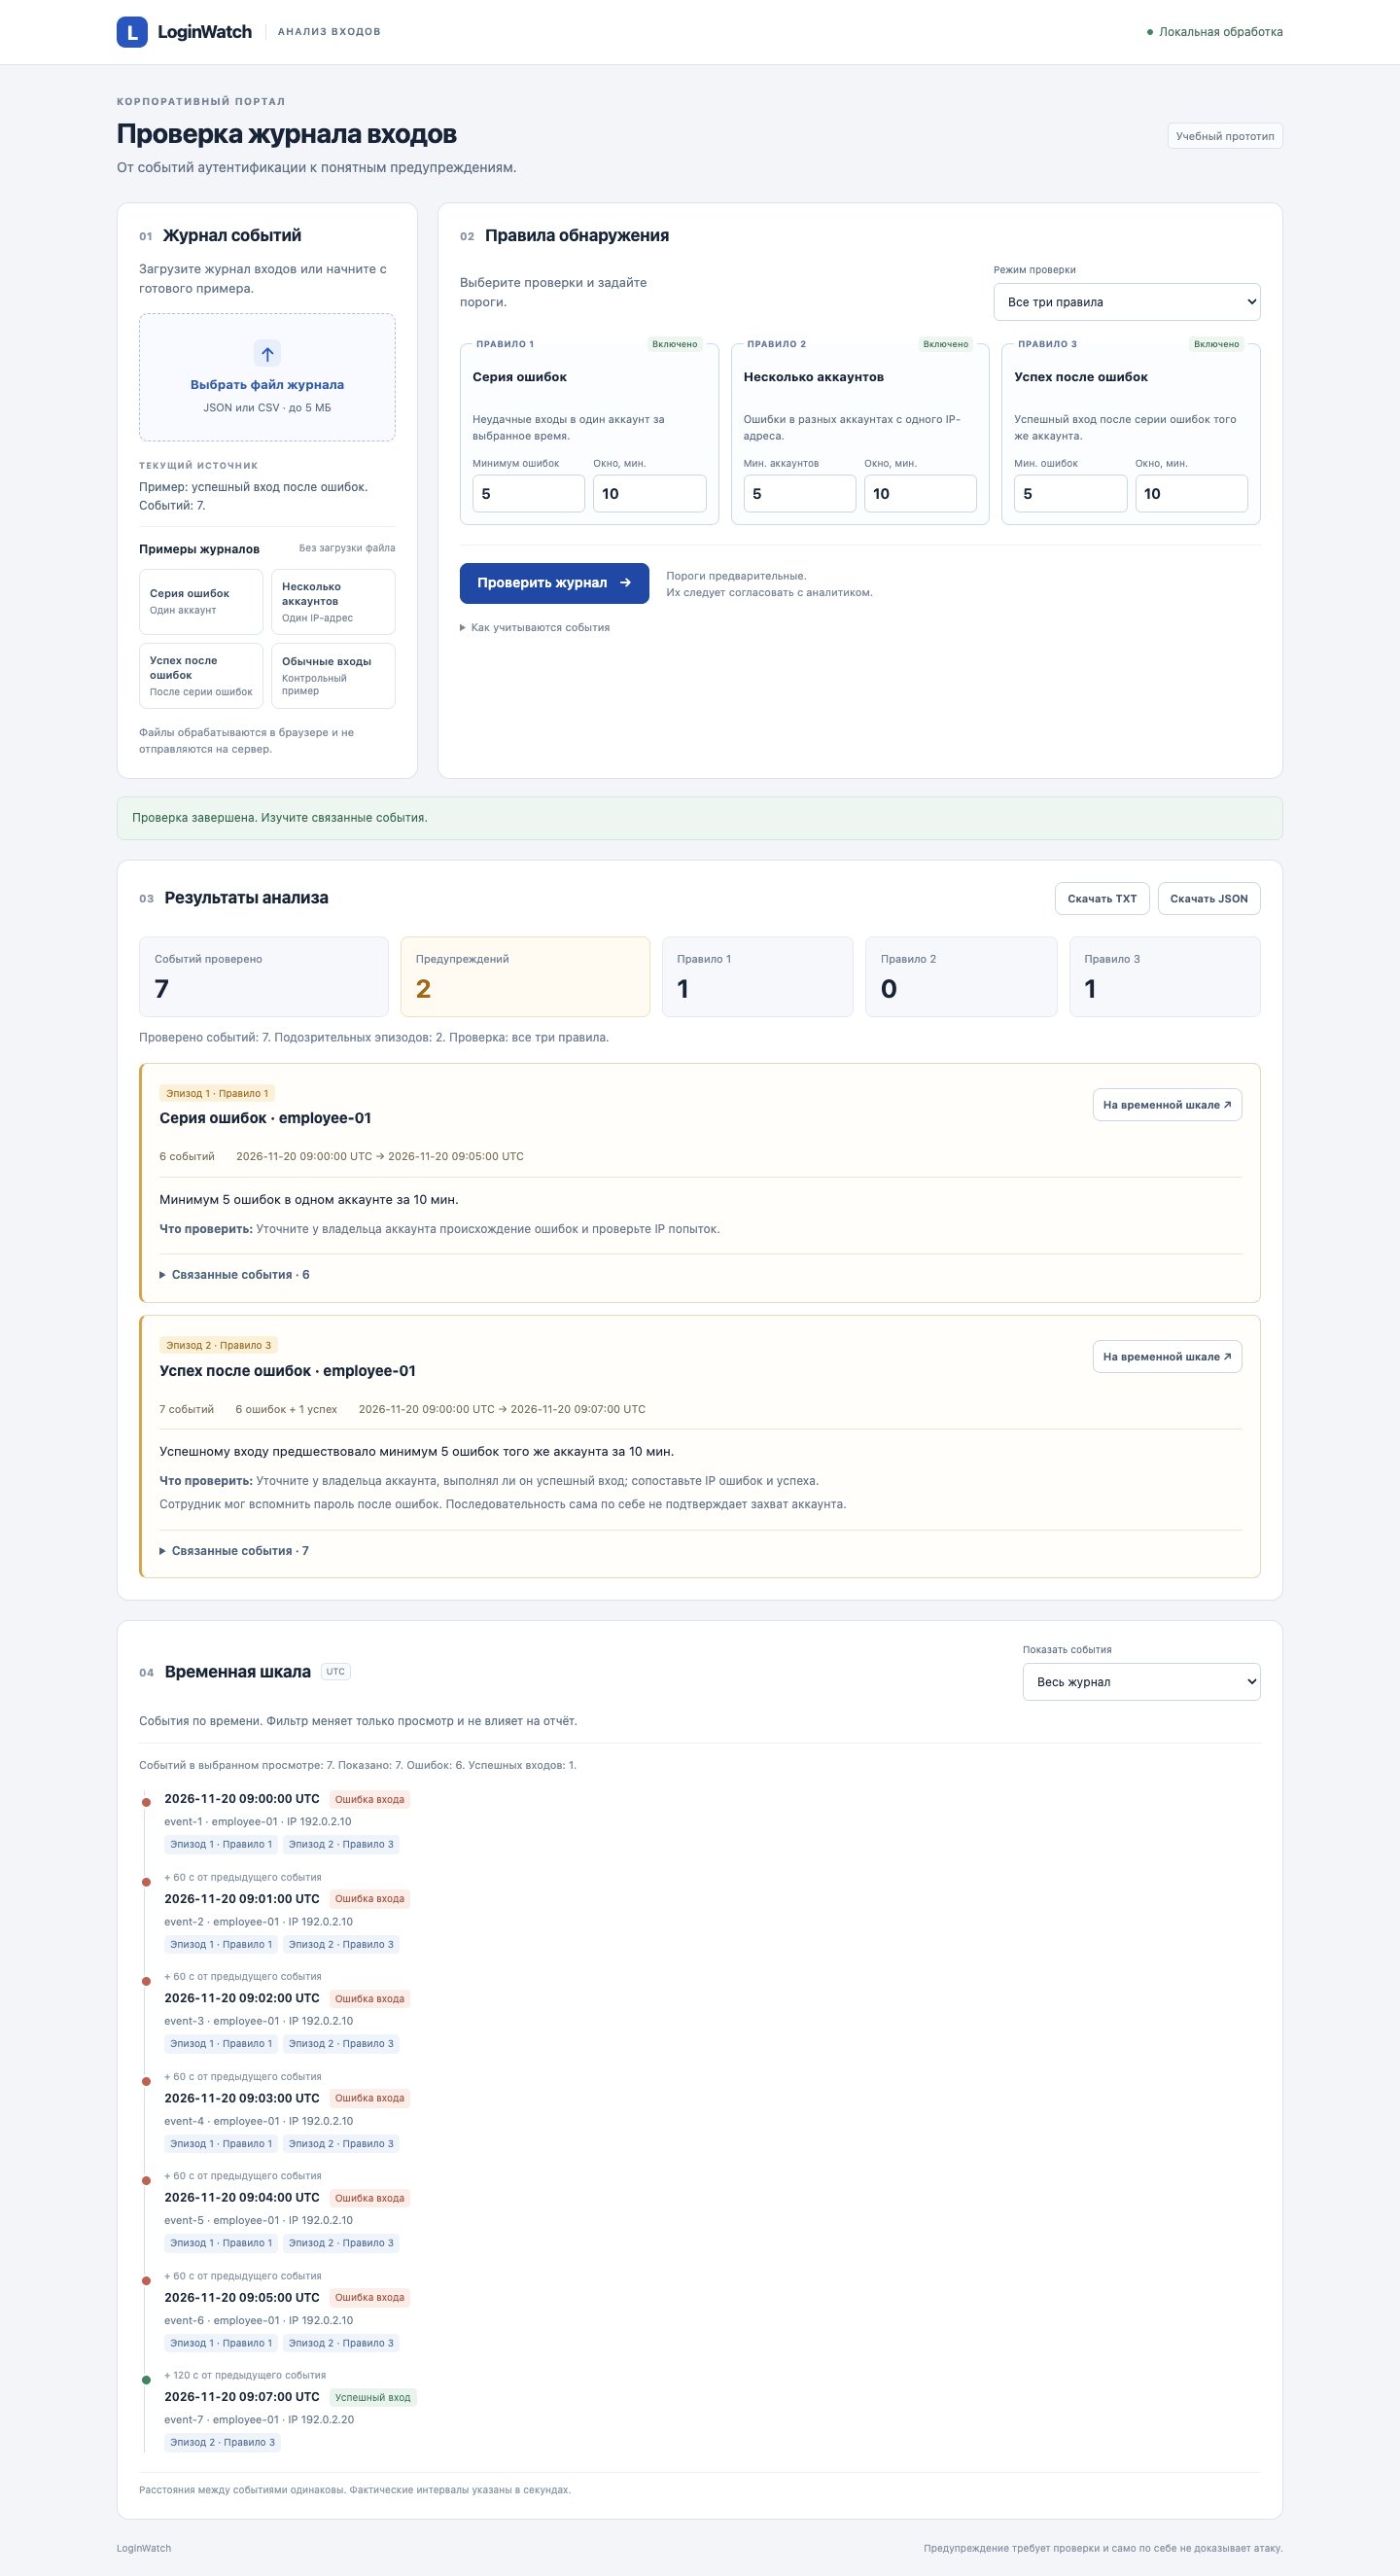 L LoginWatch АНАЛИЗ ВХОДОВ
Локальная обработка
КОРПОРАТИВНЫЙ ПОРТАЛ
Проверка журнала входов
Учебный прототип
От событий аутентификации к понятным предупреждениям.
01 Журнал событий
Загрузите журнал входов или начните с
готового примера.
↑
Выбрать файл журнала
JSON или CSV · до 5 МБ
ТЕКУЩИЙ ИСТОЧНИК
Пример: успешный вход после ошибок.
Событий: 7.
Примеры журналов Без загрузки файла
Серия ошибок
Один аккаунт
Несколько
аккаунтов
Один IP-адрес
Успех после
ошибок
После серии ошибок
Обычные входы
Контрольный
пример
Файлы обрабатываются в браузере и не
отправляются на сервер.
02 Правила обнаружения
Выберите проверки и задайте
пороги.
Режим проверки
Все три правила
ПРАВИЛО 1 Включено
Серия ошибок
Неудачные входы в один аккаунт за
выбранное время.
Минимум ошибок Окно, мин.
5 10
ПРАВИЛО 2 Включено
Несколько аккаунтов
Ошибки в разных аккаунтах с одного IP-
адреса.
Мин. аккаунтов Окно, мин.
5 10
ПРАВИЛО 3 Включено
Успех после ошибок
Успешный вход после серии ошибок того
же аккаунта.
Мин. ошибок Окно, мин.
5 10
Проверить журнал →
Пороги предварительные.
Их следует согласовать с аналитиком.
▶ Как учитываются события
Проверка завершена. Изучите связанные события.
03 Результаты анализа
Скачать TXT Скачать JSON
Событий проверено
7
Предупреждений
2
Правило 1
1
Правило 2
0
Правило 3
1
Проверено событий: 7. Подозрительных эпизодов: 2. Проверка: все три правила.
Эпизод 1 · Правило 1
Серия ошибок · employee-01
На временной шкале ↗
6 событий 2026-11-20 09:00:00 UTC → 2026-11-20 09:05:00 UTC
Минимум 5 ошибок в одном аккаунте за 10 мин.
Что проверить: Уточните у владельца аккаунта происхождение ошибок и проверьте IP попыток.
▶ Связанные события · 6
Эпизод 2 · Правило 3
Успех после ошибок · employee-01
На временной шкале ↗
7 событий 6 ошибок + 1 успех 2026-11-20 09:00:00 UTC → 2026-11-20 09:07:00 UTC
Успешному входу предшествовало минимум 5 ошибок того же аккаунта за 10 мин.
Что проверить: Уточните у владельца аккаунта, выполнял ли он успешный вход; сопоставьте IP ошибок и успеха.
Сотрудник мог вспомнить пароль после ошибок. Последовательность сама по себе не подтверждает захват аккаунта.
▶ Связанные события · 7
04 Временная шкала UTC
Показать события
Весь журнал
События по времени. Фильтр меняет только просмотр и не влияет на отчёт.
Событий в выбранном просмотре: 7. Показано: 7. Ошибок: 6. Успешных входов: 1.
2026-11-20 09:00:00 UTC Ошибка входа
event-1 · employee-01 · IP 192.0.2.10
Эпизод 1 · Правило 1 Эпизод 2 · Правило 3
+ 60 с от предыдущего события
2026-11-20 09:01:00 UTC Ошибка входа
event-2 · employee-01 · IP 192.0.2.10
Эпизод 1 · Правило 1 Эпизод 2 · Правило 3
+ 60 с от предыдущего события
2026-11-20 09:02:00 UTC Ошибка входа
event-3 · employee-01 · IP 192.0.2.10
Эпизод 1 · Правило 1 Эпизод 2 · Правило 3
+ 60 с от предыдущего события
2026-11-20 09:03:00 UTC Ошибка входа
event-4 · employee-01 · IP 192.0.2.10
Эпизод 1 · Правило 1 Эпизод 2 · Правило 3
+ 60 с от предыдущего события
2026-11-20 09:04:00 UTC Ошибка входа
event-5 · employee-01 · IP 192.0.2.10
Эпизод 1 · Правило 1 Эпизод 2 · Правило 3
+ 60 с от предыдущего события
2026-11-20 09:05:00 UTC Ошибка входа
event-6 · employee-01 · IP 192.0.2.10
Эпизод 1 · Правило 1 Эпизод 2 · Правило 3
+ 120 с от предыдущего события
2026-11-20 09:07:00 UTC Успешный вход
event-7 · employee-01 · IP 192.0.2.20
Эпизод 2 · Правило 3
Расстояния между событиями одинаковы. Фактические интервалы указаны в секундах.
LoginWatch
Предупреждение требует проверки и само по себе не доказывает атаку.